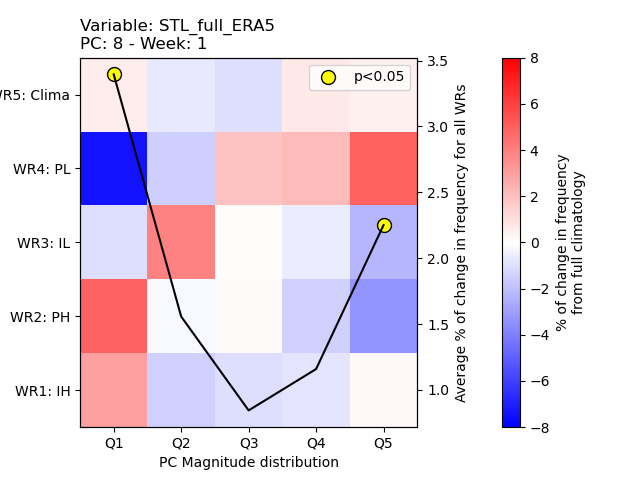 Variable: STL_full_ERA5
PC: 8 - Week: 1
p<0.05
WR5: Clima
WR4: PL
WR3: IL
WR2: PH
WR1: IH
Q1 Q2 Q3 Q4 Q5
PC Magnitude distribution
3.5
3.0
2.5
2.0
1.5
1.0
Average % of change in frequency for all WRs
8
6
4
2
0
−2
−4
−6
−8
% of change in frequency
from full climatology